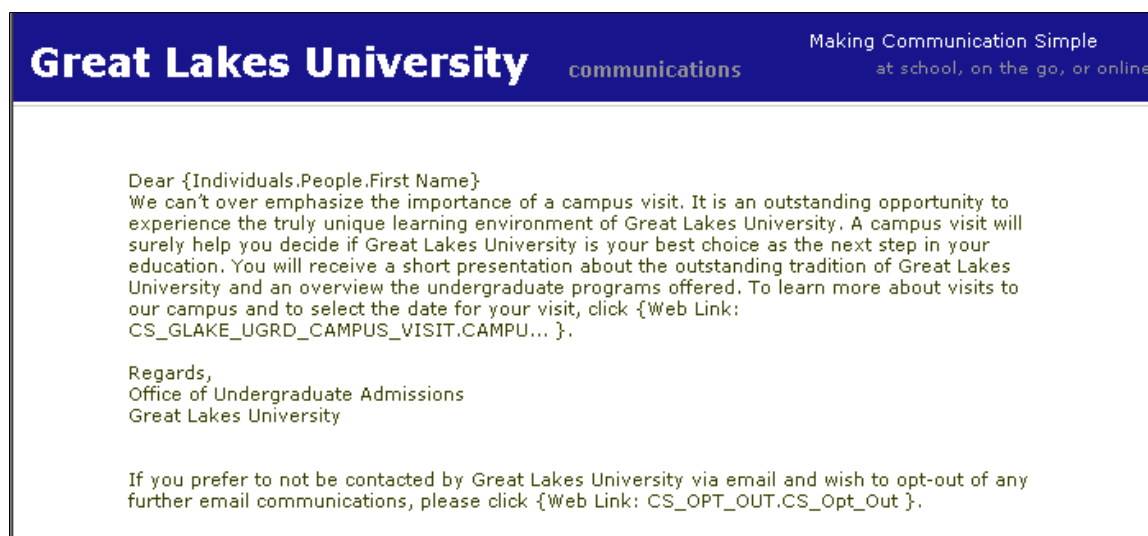 Great Lakes University communications
Making Communication Simple
at school, on the go, or online
Dear {Individuals.People.First Name}
We can't over emphasize the importance of a campus visit. It is an outstanding opportunity to
experience the truly unique learning environment of Great Lakes University. A campus visit will
surely help you decide if Great Lakes University is your best choice as the next step in your
education. You will receive a short presentation about the outstanding tradition of Great Lakes
University and an overview the undergraduate programs offered. To learn more about visits to
our campus and to select the date for your visit, click {Web Link:
CS_GLAKE_UGRD_CAMPUS_VISIT.CAMPU... }.
Regards,
Office of Undergraduate Admissions
Great Lakes University
If you prefer to not be contacted by Great Lakes University via email and wish to opt-out of any
further email communications, please click {Web Link: CS_OPT_OUT.CS_Opt_Out }.